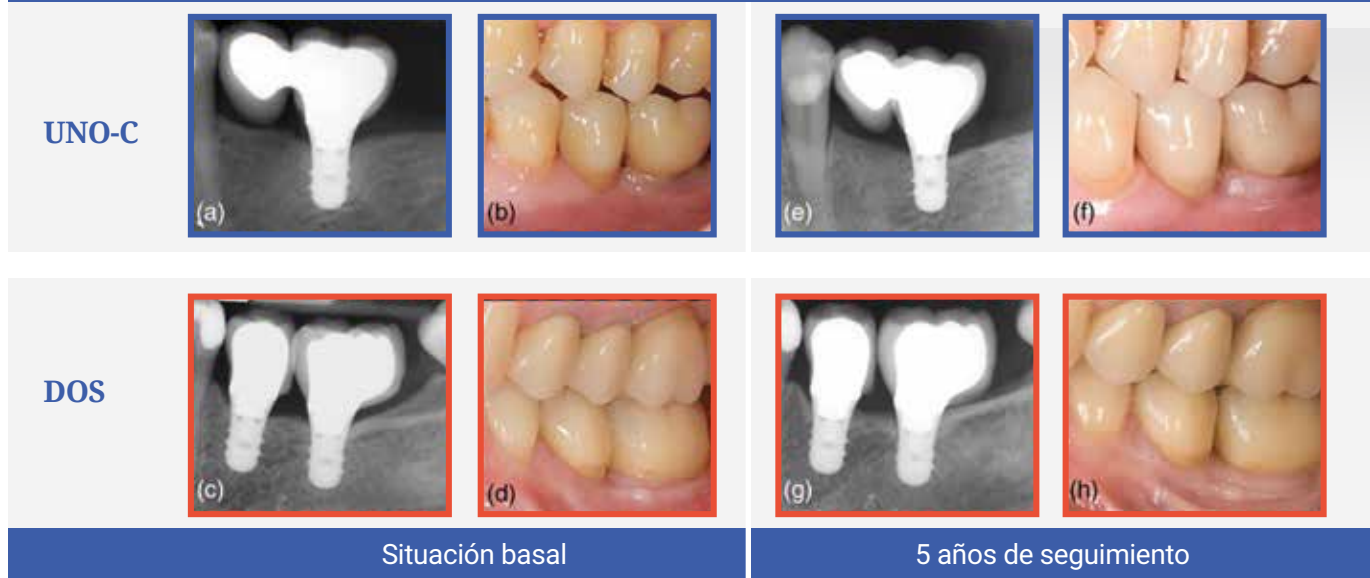 UNO-C
(a)
(b)
(e)
(f)
DOS
(c)
(d)
(g)
(h)
Situación basal
5 años de seguimiento